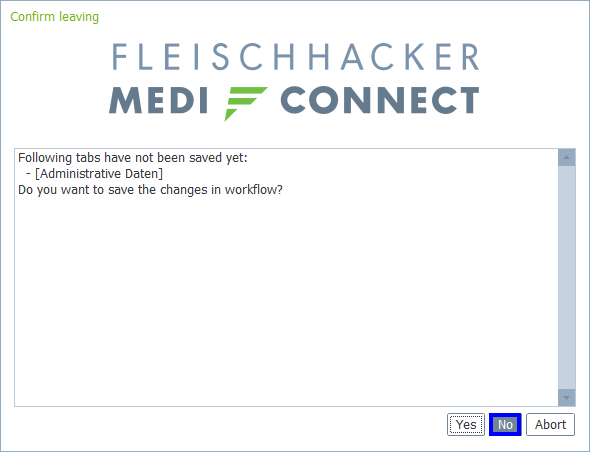 Confirm leaving
FLEISCHHACKER
MEDI CONNECT
Following tabs have not been saved yet:
- [Administrative Daten]
Do you want to save the changes in workflow?
Yes No Abort